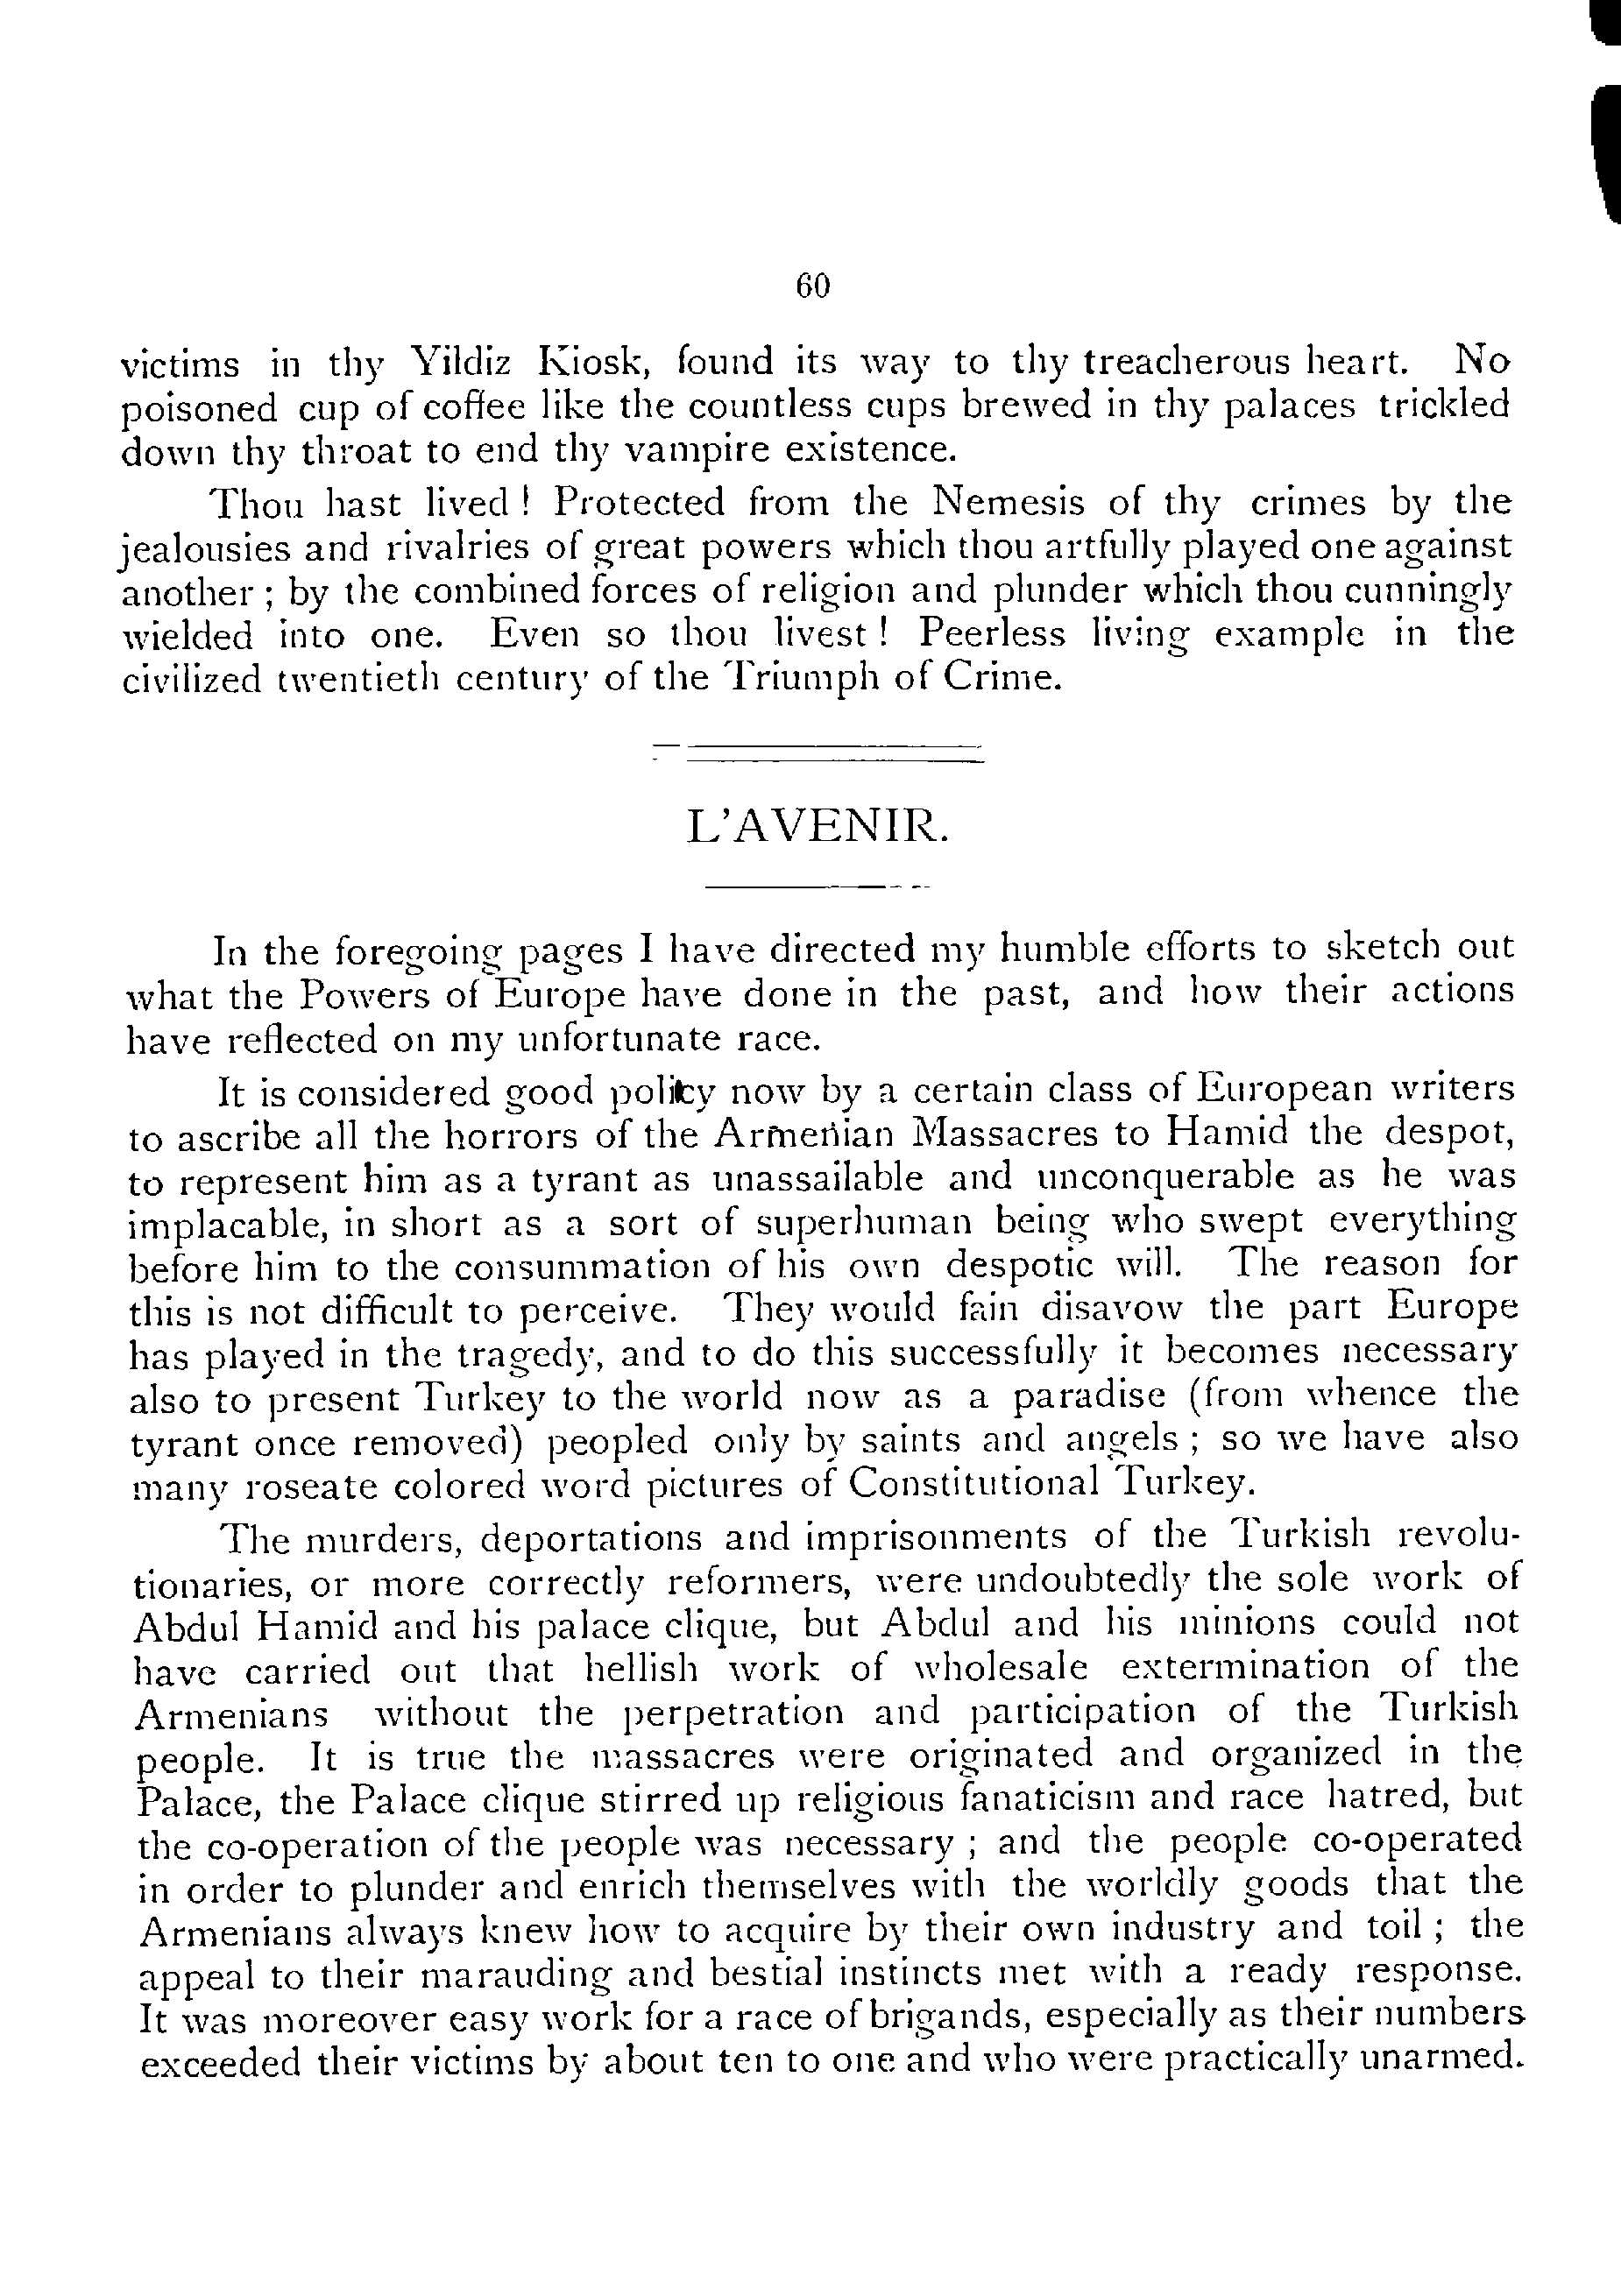 60
victims in thy Yildiz Kiosk, found its way to thy treacherous heart. No
poisoned cup of coffee like the countless cups brewed in thy palaces trickled
down thy throat to end thy vampire existence.
Thou hast lived ! Protected from the Nemesis of thy crimes by the
jealousies and rivalries of great powers which thou artfully played one against
another ; by the combined forces of religion and plunder which thou cunningly
wielded into one. Even so thou livest ! Peerless living example in the
civilized twentieth century of the Triumph of Crime.
L'AVENIR.
In the foregoing pages I have directed my humble efforts to sketch out
what the Powers of Europe have done in the past, and how their actions
have reflected on my unfortunate race.
It is considered good policy now by a certain class of European writers
to ascribe all the horrors of the Armenian Massacres to Hamid the despot,
to represent him as a tyrant as unassailable and unconquerable as he was
implacable, in short as a sort of superhuman being who swept everything
before him to the consummation of his own despotic will. The reason for
this is not difficult to perceive. They would fain disavow the part Europe
has played in the tragedy, and to do this successfully it becomes necessary
also to present Turkey to the world now as a paradise (from whence the
tyrant once removed) peopled only by saints and angels ; so we have also
many roseate colored word pictures of Constitutional Turkey.
The murders, deportations and imprisonments of the Turkish revolu-
tionaries, or more correctly reformers, were undoubtedly the sole work of
Abdul Hamid and his palace clique, but Abdul and his minions could not
have carried out that hellish work of wholesale extermination of the
Armenians without the perpetration and participation of the Turkish
people. It is true the massacres were originated and organized in the
Palace, the Palace clique stirred up religious fanaticism and race hatred, but
the co-operation of the people was necessary ; and the people co-operated
in order to plunder and enrich themselves with the worldly goods that the
Armenians always knew how to acquire by their own industry and toil ; the
appeal to their marauding and bestial instincts met with a ready response.
It was moreover easy work for a race of brigands, especially as their numbers
exceeded their victims by about ten to one and who were practically unarmed.